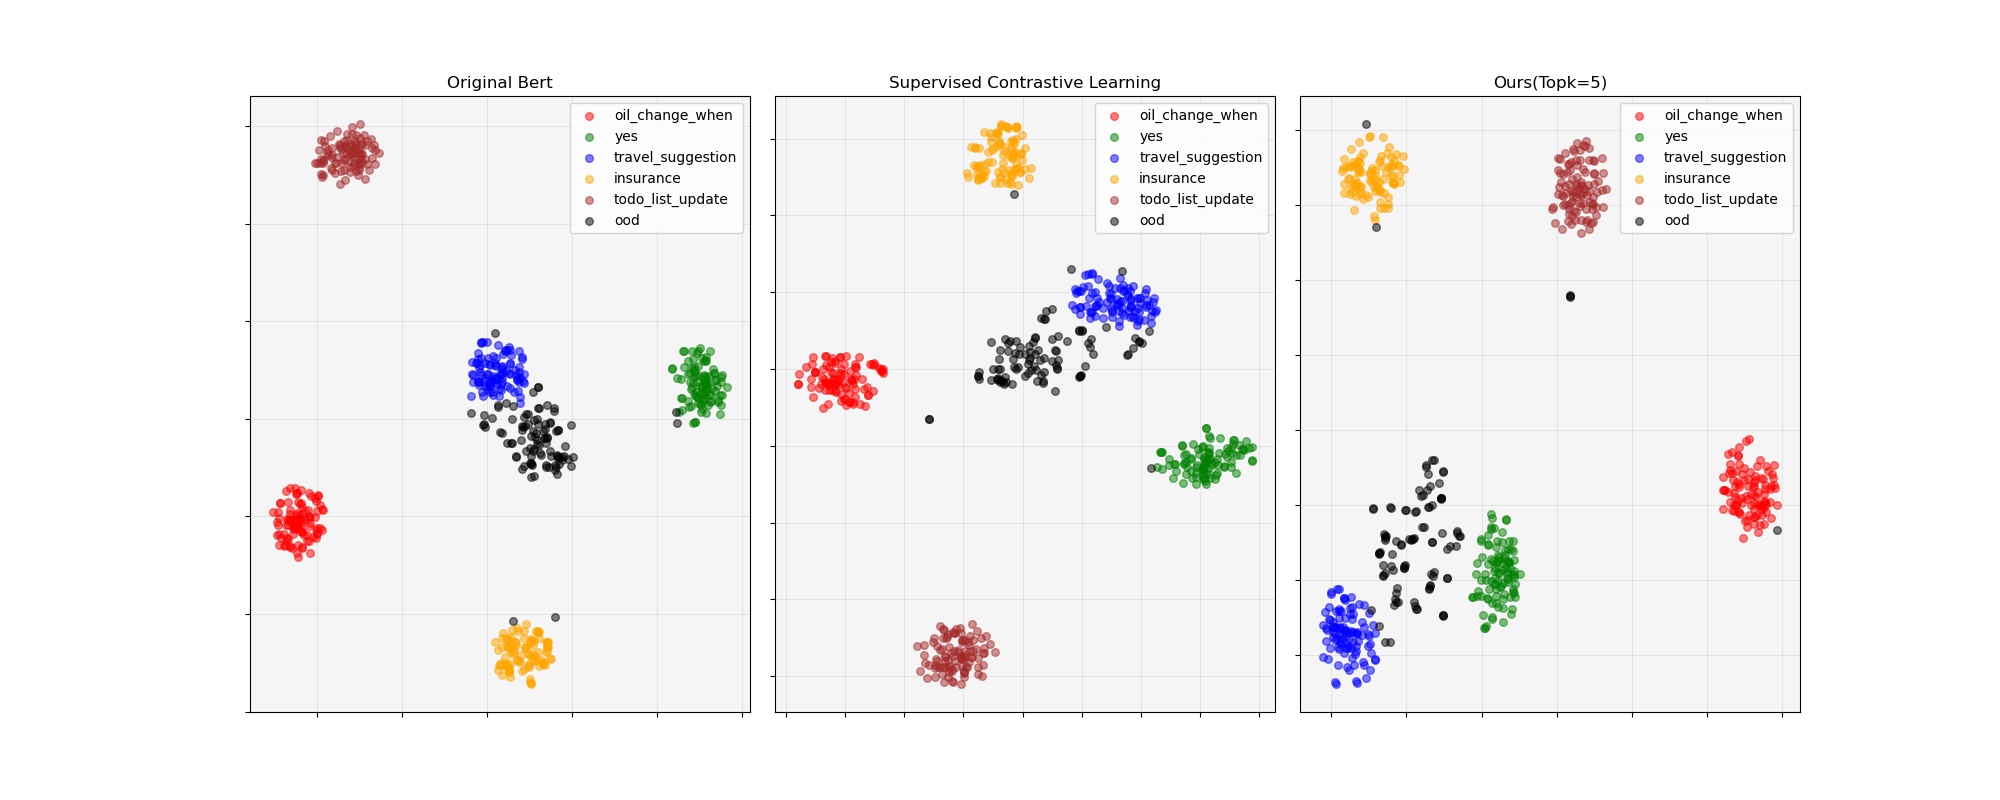 Original Bert
oil_change_when
yes
travel_suggestion
insurance
todo_list_update
ood
Supervised Contrastive Learning
oil_change_when
yes
travel_suggestion
insurance
todo_list_update
ood
Ours(Topk=5)
oil_change_when
yes
travel_suggestion
insurance
todo_list_update
ood